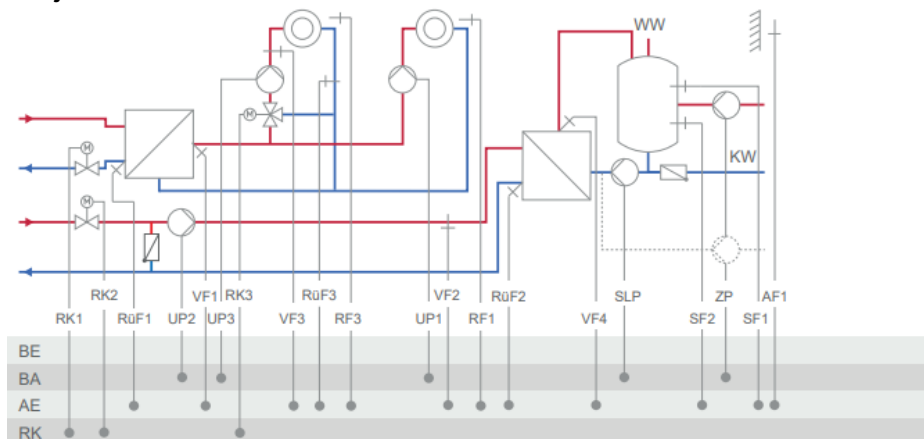 WW
M
M
KW
M
RK2
VF1
RK3
RüF3
VF2
RüF2
SLP
ZP
AF1
RK1
RüF1
UP2
UP3
VF3
RF3
UP1
RF1
VF4
SF2
SF1
BE
BA
AE
RK